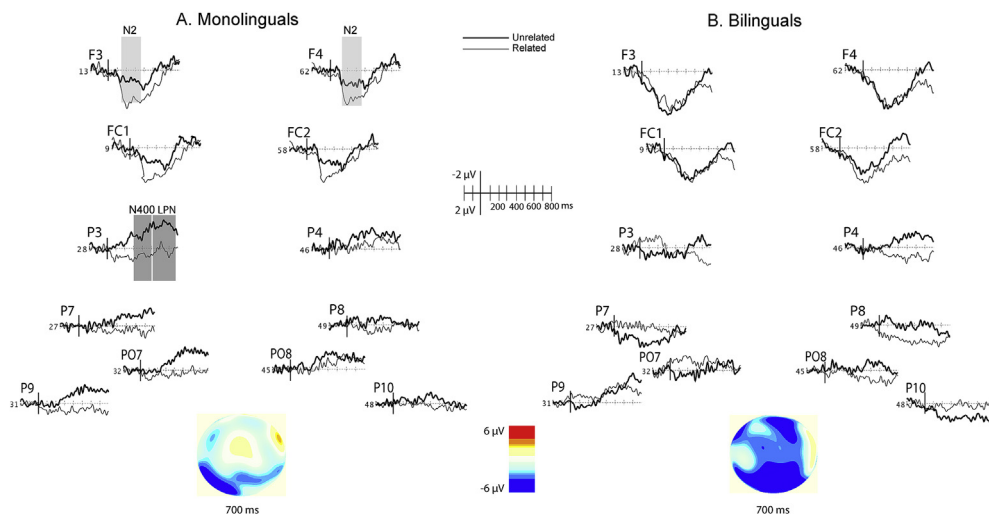 A. Monolinguals
B. Bilinguals
N2
N2
Unrelated
Related
F3
13
F4
62
F3
13
F4
62
FC1
9
FC2
58
FC1
9
FC2
58
-2 µV
2 µV
200 400 600 800 ms
N400 LPN
P3
28
P4
46
P3
28
P4
46
P7
27
P8
49
P7
27
P8
49
PO7
32
PO8
45
PO7
32
PO8
45
P9
31
P10
48
P9
31
P10
48
6 µV
-6 µV
700 ms
700 ms